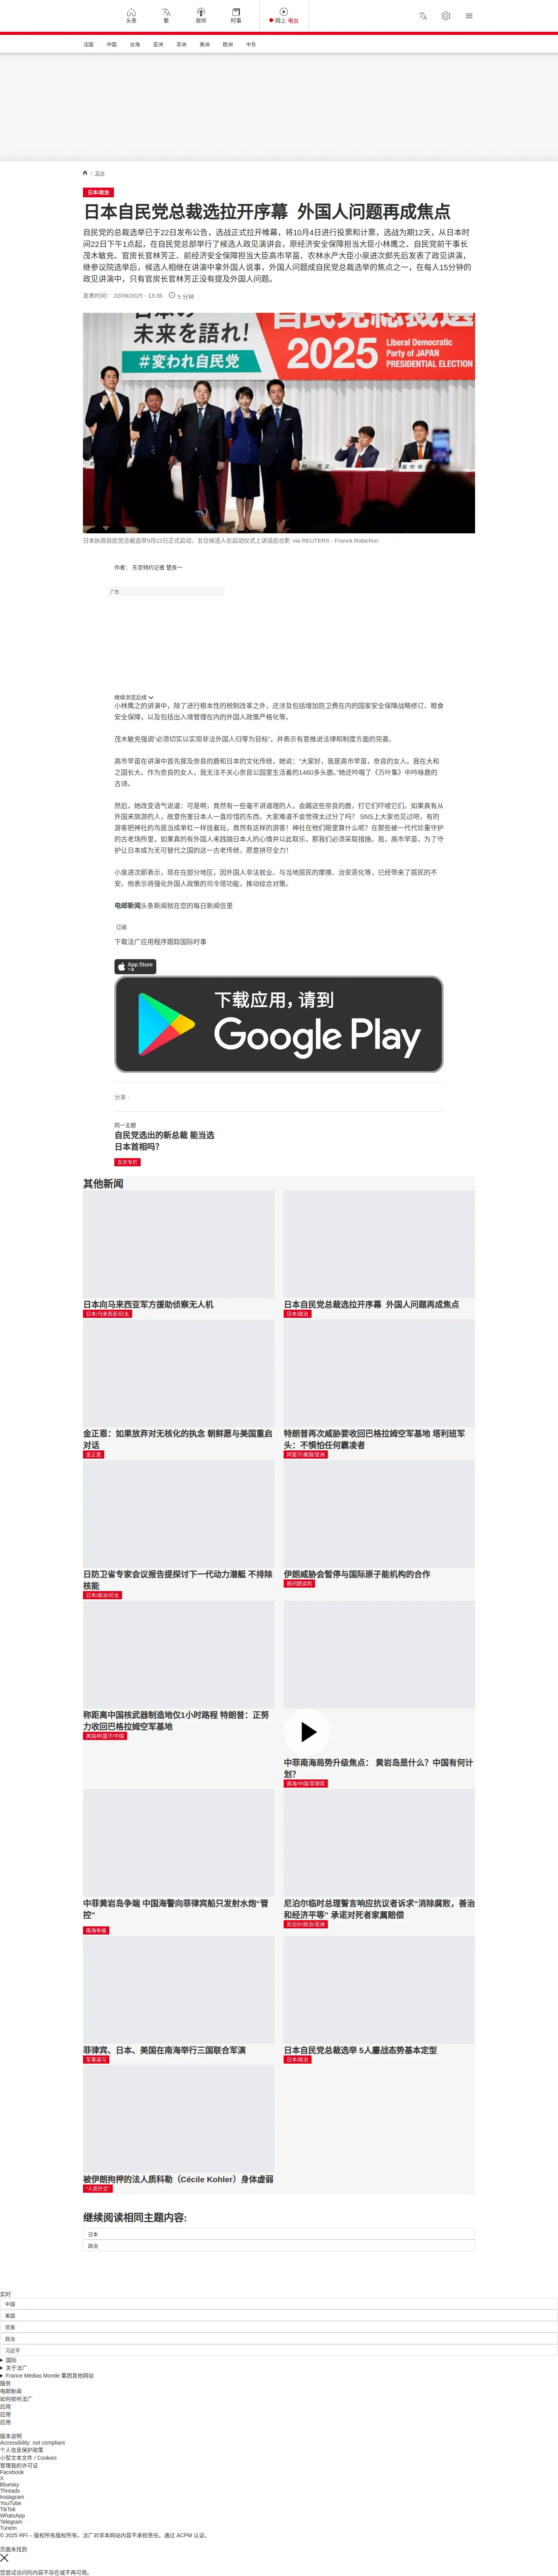 头条
繁
收听
时事
网上 电台
法國
中国
台海
亚洲
非洲
美洲
欧洲
中东
/ 亚洲
日本/政治
日本自民党总裁选拉开序幕 外国人问题再成焦点
自民党的总裁选举已于22日发布公告，选战正式拉开帷幕，将10月4日进行投票和计票，选战为期12天，从日本时间22日下午1点起，在自民党总部举行了候选人政见演讲会，原经济安全保障担当大臣小林鹰之、自民党前干事长茂木敏充、官房长官林芳正、前经济安全保障担当大臣高市早苗、农林水产大臣小泉进次郎先后发表了政见讲演，继参议院选举后，候选人相继在讲演中拿外国人说事，外国人问题或自民党总裁选举的焦点之一，在每人15分钟的政见讲演中，只有官房长官林芳正没有提及外国人问题。
发表时间： 22/09/2025 - 13:36
5 分钟
日本の
未来を語れ!
#変われ自民党
自民党総裁選
2025
Liberal Democratic
Party of JAPAN
PRESIDENTIAL ELECTION
林 芳正
高市早苗
日本执政自民党总裁选举9月22日正式启动，五位候选人在启动仪式上讲话后合影. via REUTERS - Franck Robichon
作者： 东京特约记者 楚良一
广告
继续浏览后续
小林鹰之的讲演中，除了进行根本性的税制改革之外，还涉及包括增加防卫费在内的国家安全保障战略修订、粮食安全保障，以及包括出入境管理在内的外国人政策严格化等。
茂木敏充强调“必须切实以实现非法外国人归零为目标”，并表示有意推进法律和制度方面的完善。
高市早苗在讲演中首先提及奈良的鹿和日本的文化传统，她说：“大家好，我是高市早苗，奈良的女人。我在大和之国长大。作为奈良的女人，我无法不关心奈良公园里生活着的1460多头鹿。”她还吟唱了《万叶集》中吟咏鹿的古诗。
然后，她改变语气说道：可是啊，竟然有一些毫不讲道理的人，会踢这些奈良的鹿，打它们吓唬它们。如果真有从外国来旅游的人，故意伤害日本人一直珍惜的东西，大家难道不会觉得太过分了吗？ SNS上大家也见过吧，有的游客把神社的鸟居当成单杠一样挂着玩，竟然有这样的游客！神社在他们眼里算什么呢？在那些被一代代珍重守护的古老场所里，如果真的有外国人来践踏日本人的心情并以此取乐，那我们必须采取措施。我，高市早苗，为了守护让日本成为无可替代之国的这一古老传统，愿意拼尽全力！
小泉进次郎表示，现在在部分地区，因外国人非法就业、与当地居民的摩擦、治安恶化等，已经带来了居民的不安。他表示将强化外国人政策的司令塔功能，推动综合对策。
电邮新闻头条新闻就在您的每日新闻信里
订阅
下载法广应用程序跟踪国际时事
App Store
下载
下载应用，请到
Google Play
分享 :
同一主题
自民党选出的新总裁 能当选日本首相吗？
东京专栏
其他新闻
日本向马来西亚军方援助侦察无人机
日本/马来西亚/印太
日本自民党总裁选拉开序幕 外国人问题再成焦点
日本/政治
金正恩：如果放弃对无核化的执念 朝鲜愿与美国重启对话
金正恩
特朗普再次威胁要收回巴格拉姆空军基地 塔利班军头：不惧怕任何霸凌者
阿富汗/美国/亚洲
日防卫省专家会议报告提探讨下一代动力潜艇 不排除核能
日本/政治/印太
伊朗威胁会暂停与国际原子能机构的合作
核问题谈判
称距离中国核武器制造地仅1小时路程 特朗普：正努力收回巴格拉姆空军基地
美国/阿富汗/中国
中菲南海局势升级焦点： 黄岩岛是什么？中国有何计划？
南海/中国/菲律宾
中菲黄岩岛争端 中国海警向菲律宾船只发射水炮“管控”
南海争端
尼泊尔临时总理誓言响应抗议者诉求“消除腐败，善治和经济平等” 承诺对死者家属赔偿
尼泊尔/政治/亚洲
菲律宾、日本、美国在南海举行三国联合军演
军事演习
日本自民党总裁选举 5人鏖战态势基本定型
日本/政治
被伊朗拘押的法人质科勒（Cécile Kohler）身体虚弱
“人质外交”
继续阅读相同主题内容:
日本
政治
实时
中国
美国
贸易
政治
习近平
国际
关于法广
France Médias Monde 集团其他网站
服务
电邮新闻
如何收听法广
应用
应用
应用
版本说明
Accessibility: not compliant
个人信息保护政策
小型文本文件 / Cookies
管理我的许可证
Facebook
X
Bluesky
Threads
Instagram
YouTube
TikTok
WhatsApp
Telegram
TuneIn
© 2025 RFI – 版权所有版权所有。法广对非本网站内容不承担责任。通过 ACPM 认证。
页面未找到
您尝试访问的内容不存在或不再可用。